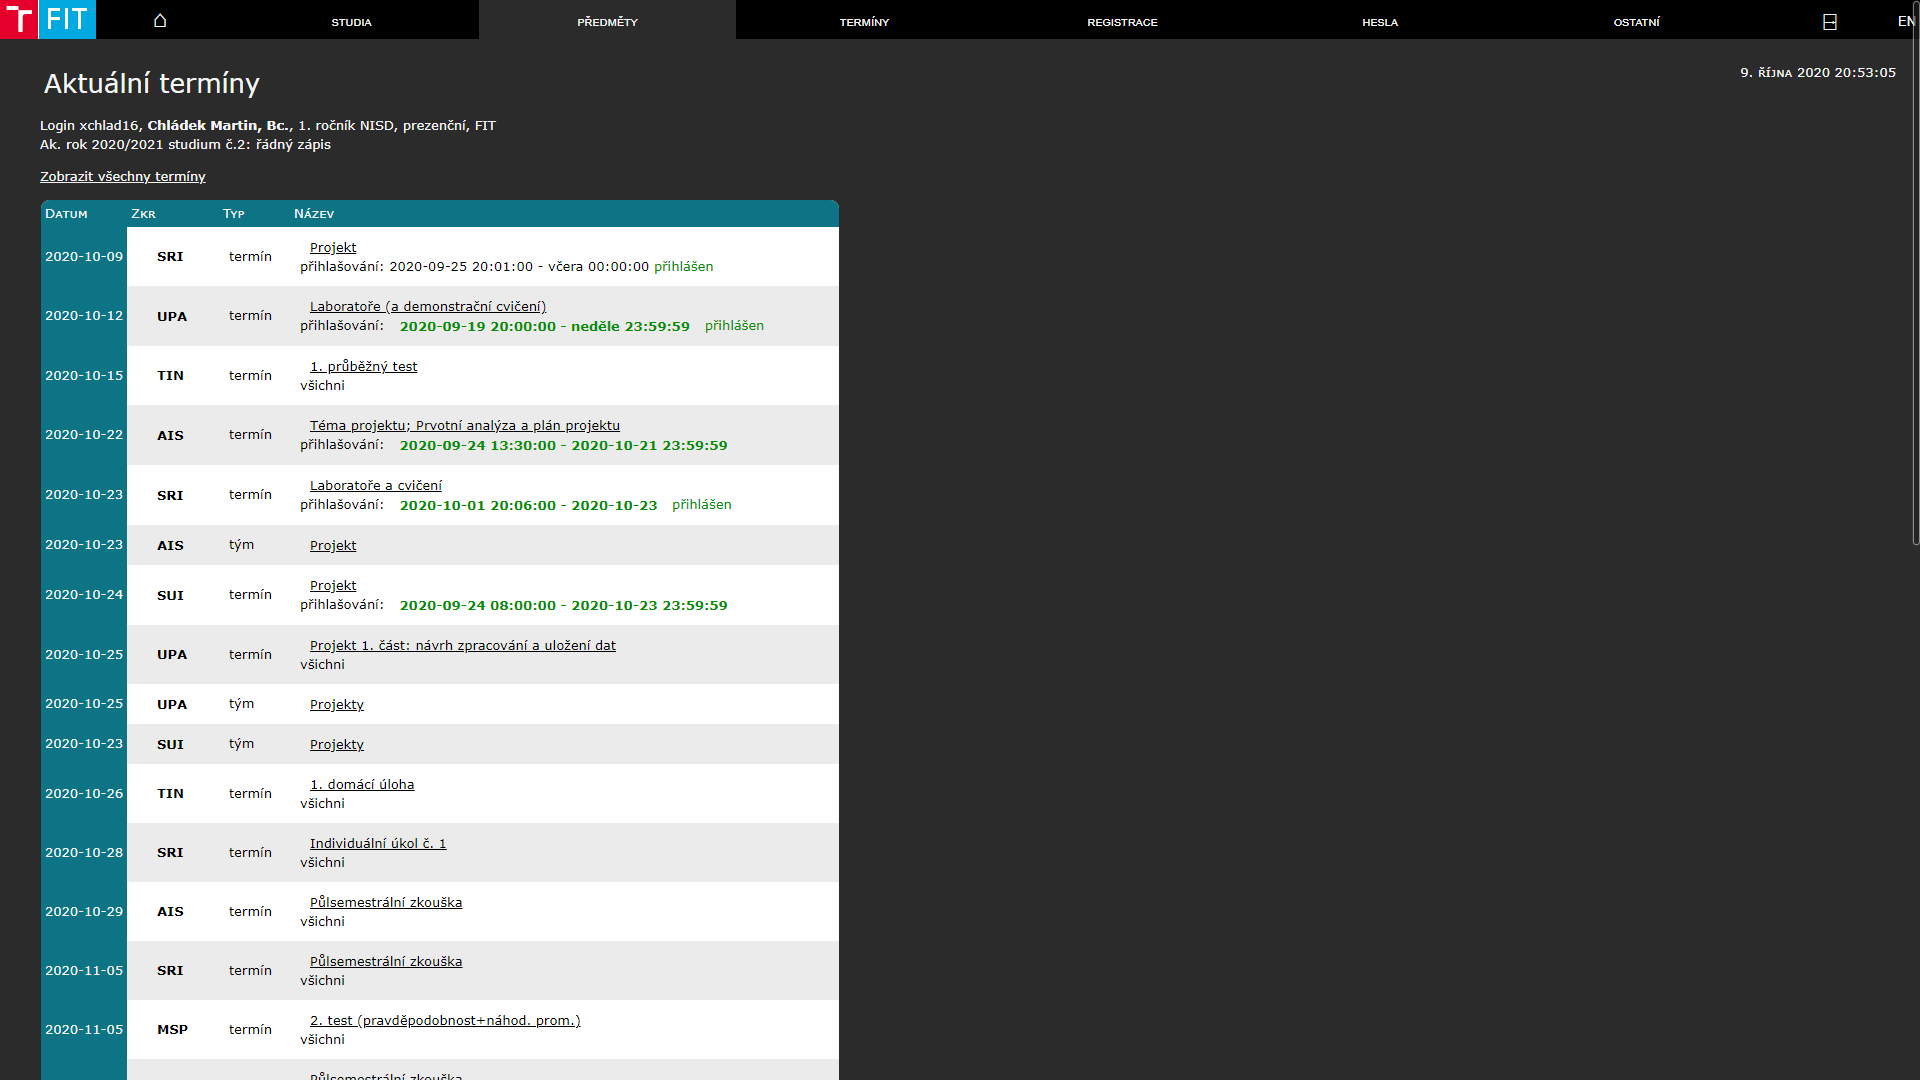 T FIT STUDIA PŘEDMĚTY TERMÍNY REGISTRACE HESLA OSTATNÍ EN
9. ŘÍJNA 2020 20:53:05
Aktuální termíny
Login xchlad16, Chládek Martin, Bc., 1. ročník NISD, prezenční, FIT
Ak. rok 2020/2021 studium č.2: řádný zápis
Zobrazit všechny termíny
DATUM ZKR TYP NÁZEV
2020-10-09 SRI termín Projekt
přihlašování: 2020-09-25 20:01:00 - včera 00:00:00 přihlášen
2020-10-12 UPA termín Laboratoře (a demonstrační cvičení)
přihlašování: 2020-09-19 20:00:00 - neděle 23:59:59 přihlášen
2020-10-15 TIN termín 1. průběžný test
všichni
2020-10-22 AIS termín Téma projektu; Prvotní analýza a plán projektu
přihlašování: 2020-09-24 13:30:00 - 2020-10-21 23:59:59
2020-10-23 SRI termín Laboratoře a cvičení
přihlašování: 2020-10-01 20:06:00 - 2020-10-23 přihlášen
2020-10-23 AIS tým Projekt
2020-10-24 SUI termín Projekt
přihlašování: 2020-09-24 08:00:00 - 2020-10-23 23:59:59
2020-10-25 UPA termín Projekt 1. část: návrh zpracování a uložení dat
všichni
2020-10-25 UPA tým Projekty
2020-10-23 SUI tým Projekty
2020-10-26 TIN termín 1. domácí úloha
všichni
2020-10-28 SRI termín Individuální úkol č. 1
všichni
2020-10-29 AIS termín Půlsemestrální zkouška
všichni
2020-11-05 SRI termín Půlsemestrální zkouška
všichni
2020-11-05 MSP termín 2. test (pravděpodobnost+náhod. prom.)
všichni
Půlsemestrální zkouška